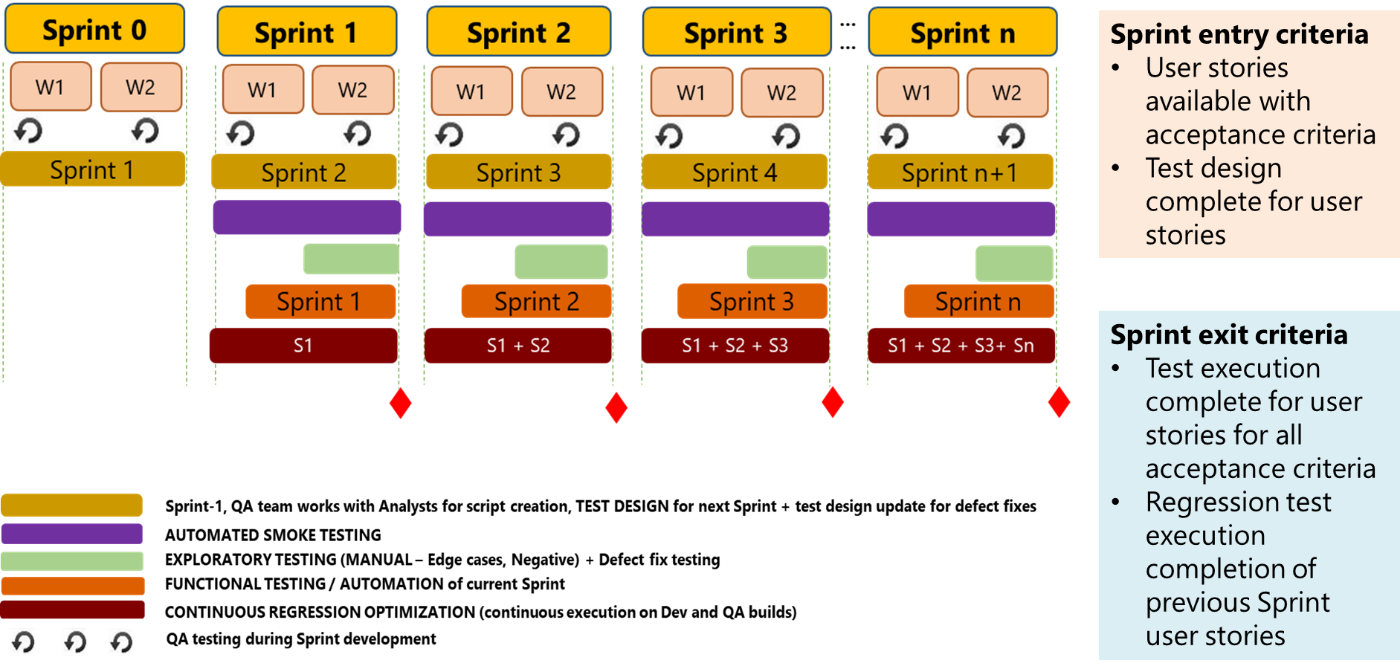 Sprint 0
Sprint 1
Sprint 2
Sprint 3
...
...
Sprint n
W1
W2
W1
W2
W1
W2
W1
W2
W1
W2
Sprint 1
Sprint 2
Sprint 3
Sprint 4
Sprint n+1
Sprint 1
Sprint 2
Sprint 3
Sprint n
S1
S1 + S2
S1 + S2 + S3
S1 + S2 + S3+ Sn
Sprint-1, QA team works with Analysts for script creation, TEST DESIGN for next Sprint + test design update for defect fixes
AUTOMATED SMOKE TESTING
EXPLORATORY TESTING (MANUAL – Edge cases, Negative) + Defect fix testing
FUNCTIONAL TESTING / AUTOMATION of current Sprint
CONTINUOUS REGRESSION OPTIMIZATION (continuous execution on Dev and QA builds)
QA testing during Sprint development
Sprint entry criteria
• User stories
available with
acceptance criteria
• Test design
complete for user
stories
Sprint exit criteria
• Test execution
complete for user
stories for all
acceptance criteria
• Regression test
execution
completion of
previous Sprint
user stories